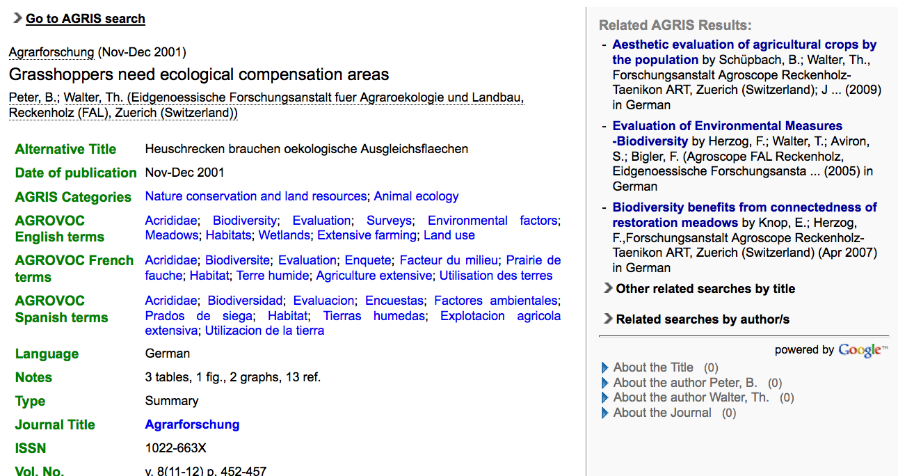 Go to AGRIS search
Agrarforschung (Nov-Dec 2001)
Grasshoppers need ecological compensation areas
Peter, B.; Walter, Th. (Eidgenoessische Forschungsanstalt fuer Agraroekologie und Landbau,
Reckenholz (FAL), Zuerich (Switzerland))
Alternative Title Heuschrecken brauchen oekologische Ausgleichsflaechen
Date of publication Nov-Dec 2001
AGRIS Categories Nature conservation and land resources; Animal ecology
AGROVOC English terms
Acrididae; Biodiversity; Evaluation; Surveys; Environmental factors;
Meadows; Habitats; Wetlands; Extensive farming; Land use
AGROVOC French terms
Acrididae; Biodiversite; Evaluation; Enquete; Facteur du milieu; Prairie de
fauche; Habitat; Terre humide; Agriculture extensive; Utilisation des terres
AGROVOC Spanish terms
Acrididae; Biodiversidad; Evaluacion; Encuestas; Factores ambientales;
Prados de siega; Habitat; Tierras humedas; Explotacion agricola
extensiva; Utilizacion de la tierra
Language German
Notes 3 tables, 1 fig., 2 graphs, 13 ref.
Type Summary
Journal Title Agrarforschung
ISSN 1022-663X
Vol. No. v. 8(11-12) p. 452-457
Related AGRIS Results:
- Aesthetic evaluation of agricultural crops by
the population by Schüpbach, B.; Walter, Th.,
Forschungsanstalt Agroscope Reckenholz-
Taenikon ART, Zuerich (Switzerland); J ... (2009)
in German
- Evaluation of Environmental Measures
-Biodiversity by Herzog, F.; Walter, T.; Aviron,
S.; Bigler, F. (Agroscope FAL Reckenholz,
Eidgenoessische Forschungsansta ... (2005) in
German
- Biodiversity benefits from connectedness of
restoration meadows by Knop, E.; Herzog,
F.,Forschungsanstalt Agroscope Reckenholz-
Taenikon ART, Zuerich (Switzerland) (Apr 2007)
in German
Other related searches by title
Related searches by author/s
powered by Google™
About the Title (0)
About the author Peter, B. (0)
About the author Walter, Th. (0)
About the Journal (0)